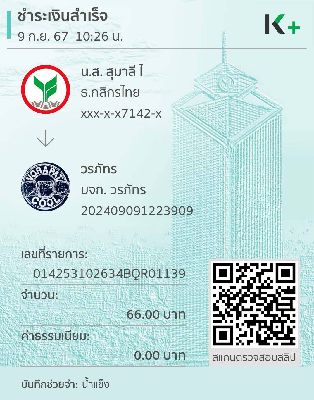 ชำระเงินสำเร็จ
9 ก.ย. 67 10:26 น.
K+
น.ส. สุมาลี ไ
ธ.กสิกรไทย
xxx-x-x7142-x
VORAPAT
COOL
วรภัทร
บจก. วรภัทร
202409091223909
เลขที่รายการ:
014253102634BQR01139
จำนวน:
66.00 บาท
ค่าธรรมเนียม:
0.00 บาท
สแกนตรวจสอบสลิป
บันทึกช่วยจำ: น้ำแข็ง